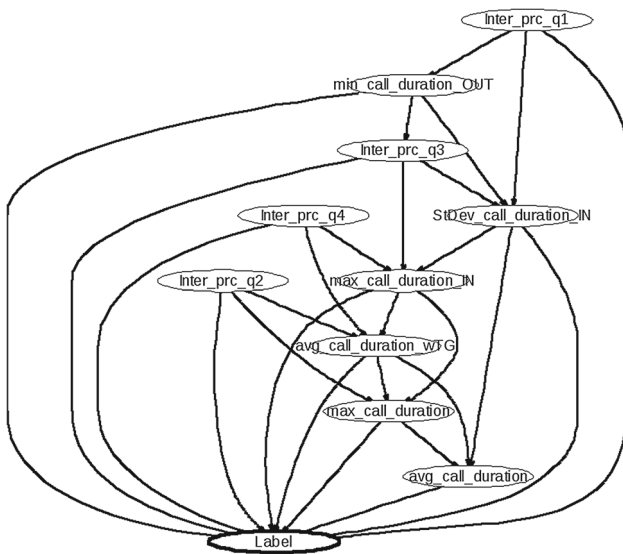 Inter_prc_q1
min_call_duration_OUT
Inter_prc_q3
Inter_prc_q4
StDev_call_duration_IN
Inter_prc_q2
max_call_duration_IN
avg_call_duration_WTG
max_call_duration
avg_call_duration
Label